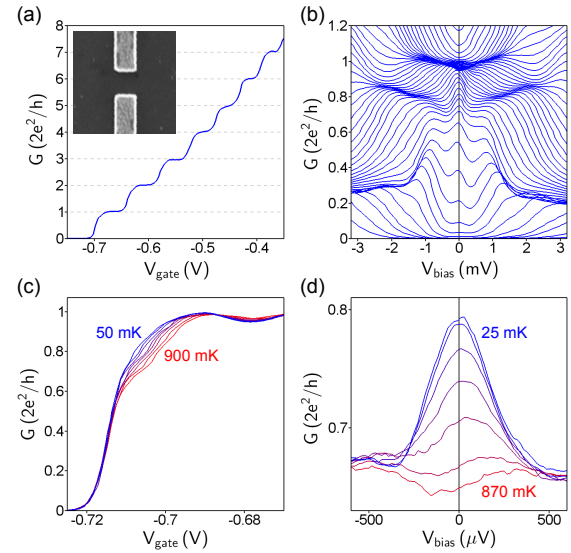 (a)
7
6
5
4
3
2
1
0
G (2e²/h)
-0.7
-0.6
-0.5
-0.4
V_gate (V)
(b)
1.2
1
0.8
0.6
0.4
0.2
0
G (2e²/h)
-3
-2
-1
0
1
2
3
V_bias (mV)
(c)
1
0.8
0.6
0.4
0.2
0
G (2e²/h)
50 mK
900 mK
-0.72
-0.7
-0.68
V_gate (V)
(d)
0.8
0.7
G (2e²/h)
25 mK
870 mK
-500
0
500
V_bias (μV)